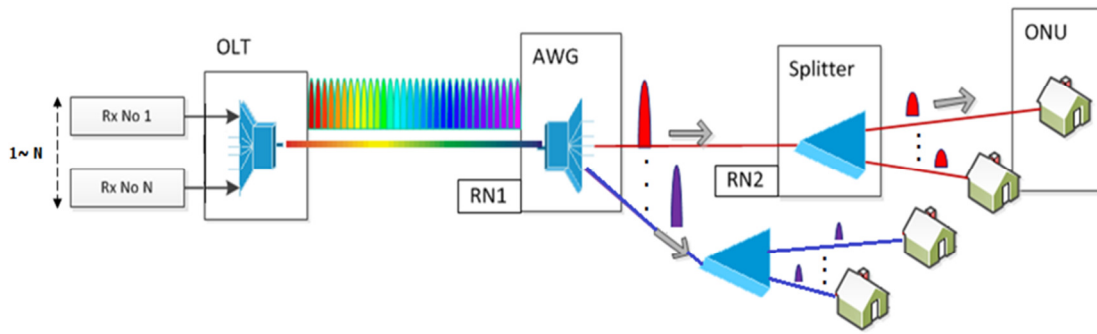 OLT
AWG
Splitter
ONU
Rx No 1
1~ N
Rx No N
RN1
RN2